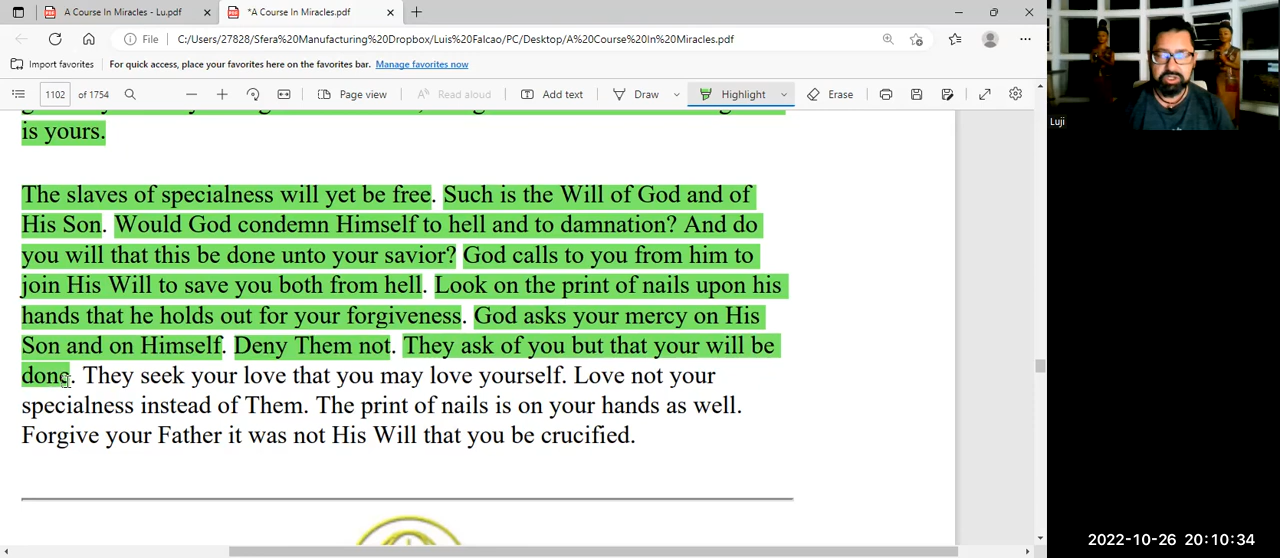 A Course In Miracles - Lu.pdf
*A Course In Miracles.pdf
File
C:/Users/27828/Sfera%20Manufacturing%20Dropbox/Luis%20Falcao/PC/Desktop/A%20Course%20In%20Miracles.pdf
Import favorites
For quick access, place your favorites here on the favorites bar. Manage favorites now
1102 of 1754
Page view
Read aloud
Add text
Draw
Highlight
Erase
Luji
is yours.
The slaves of specialness will yet be free. Such is the Will of God and of
His Son. Would God condemn Himself to hell and to damnation? And do
you will that this be done unto your savior? God calls to you from him to
join His Will to save you both from hell. Look on the print of nails upon his
hands that he holds out for your forgiveness. God asks your mercy on His
Son and on Himself. Deny Them not. They ask of you but that your will be
done. They seek your love that you may love yourself. Love not your
specialness instead of Them. The print of nails is on your hands as well.
Forgive your Father it was not His Will that you be crucified.
2022-10-26 20:10:34